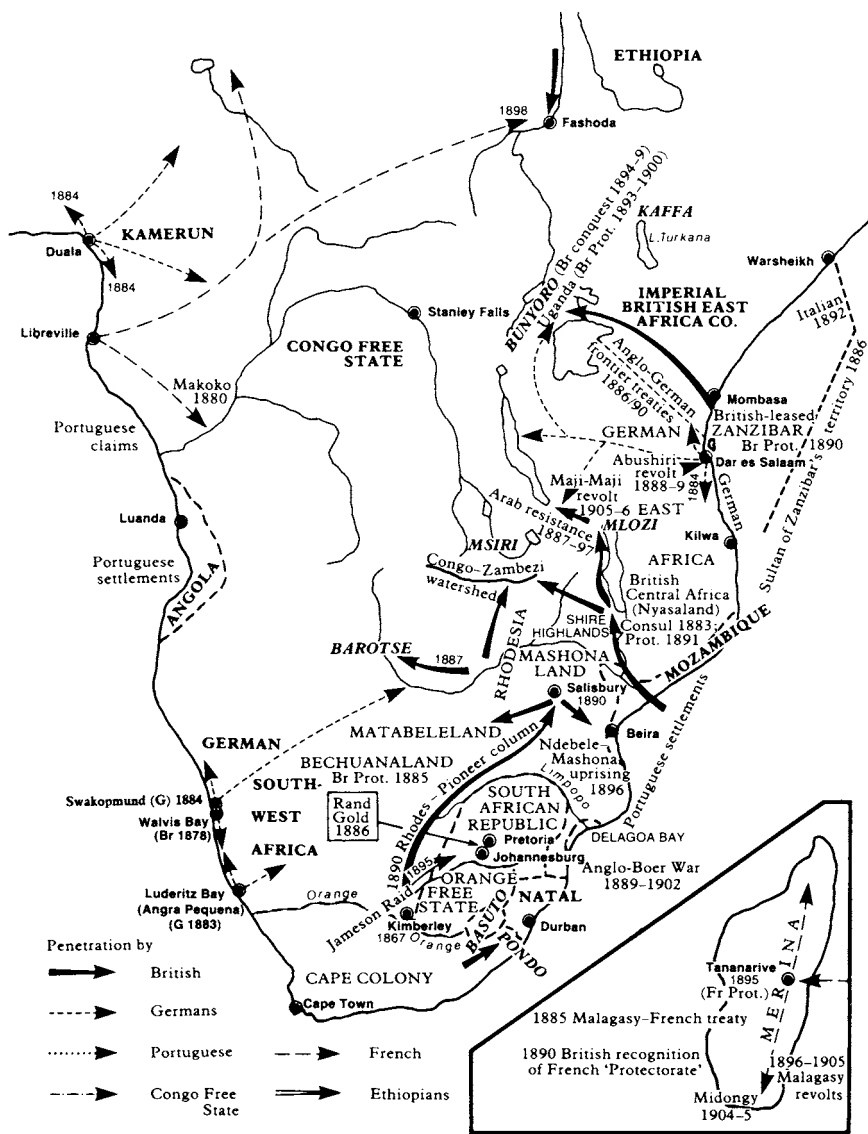 ETHIOPIA
1898
Fashoda
1884
KAMERUN
Duala
1884
KAFFA
L.Turkana
BUNYORO (Br conquest 1894–9)
Uganda (Br Prot. 1893–1900)
Warsheikh
Italian
1892
Stanley Falls
IMPERIAL
BRITISH EAST
AFRICA CO.
Libreville
CONGO FREE
STATE
Makoko
1880
Anglo-German
frontier treaties
1886/90
Mombasa
British-leased
ZANZIBAR
Br Prot. 1890
Sultan of Zanzibar's territory 1886
Portuguese
claims
GERMAN
Abushiri
revolt
1888–9
Dar es Salaam
1884
German
Maji-Maji
revolt
1905–6 EAST
Arab resistance
1887–97
MLOZI
Luanda
MSIRI
Kilwa
Portuguese
settlements
ANGOLA
Congo–Zambezi
watershed
AFRICA
British
Central Africa
(Nyasaland)
Consul 1883;
Prot. 1891
SHIRE
HIGHLANDS
MOZAMBIQUE
BAROTSE
1887
RHODESIA
MASHONA
LAND
Salisbury
1890
MATABELELAND
Beira
Portuguese settlements
GERMAN
BECHUANALAND
Br Prot. 1885
Ndebele–
Mashona
uprising
1896
Limpopo
Swakopmund (G) 1884
SOUTH-
Walvis Bay
(Br 1878)
WEST
AFRICA
Rand
Gold
1886
1890 Rhodes – Pioneer column
SOUTH
AFRICAN
REPUBLIC
Pretoria
Johannesburg
DELAGOA BAY
Anglo-Boer War
1889–1902
Jameson Raid 1895
ORANGE
FREE
STATE
NATAL
Luderitz Bay
(Angra Pequena)
(G 1883)
Orange
Kimberley
1867
Orange
BASUTO
PONDO
Durban
CAPE COLONY
Cape Town
Penetration by
British
Germans
Portuguese
French
Congo Free
State
Ethiopians
MERINA
Tananarive
1895
(Fr Prot.)
1885 Malagasy–French treaty
1890 British recognition
of French 'Protectorate'
1896–1905
Malagasy
revolts
Midongy
1904–5